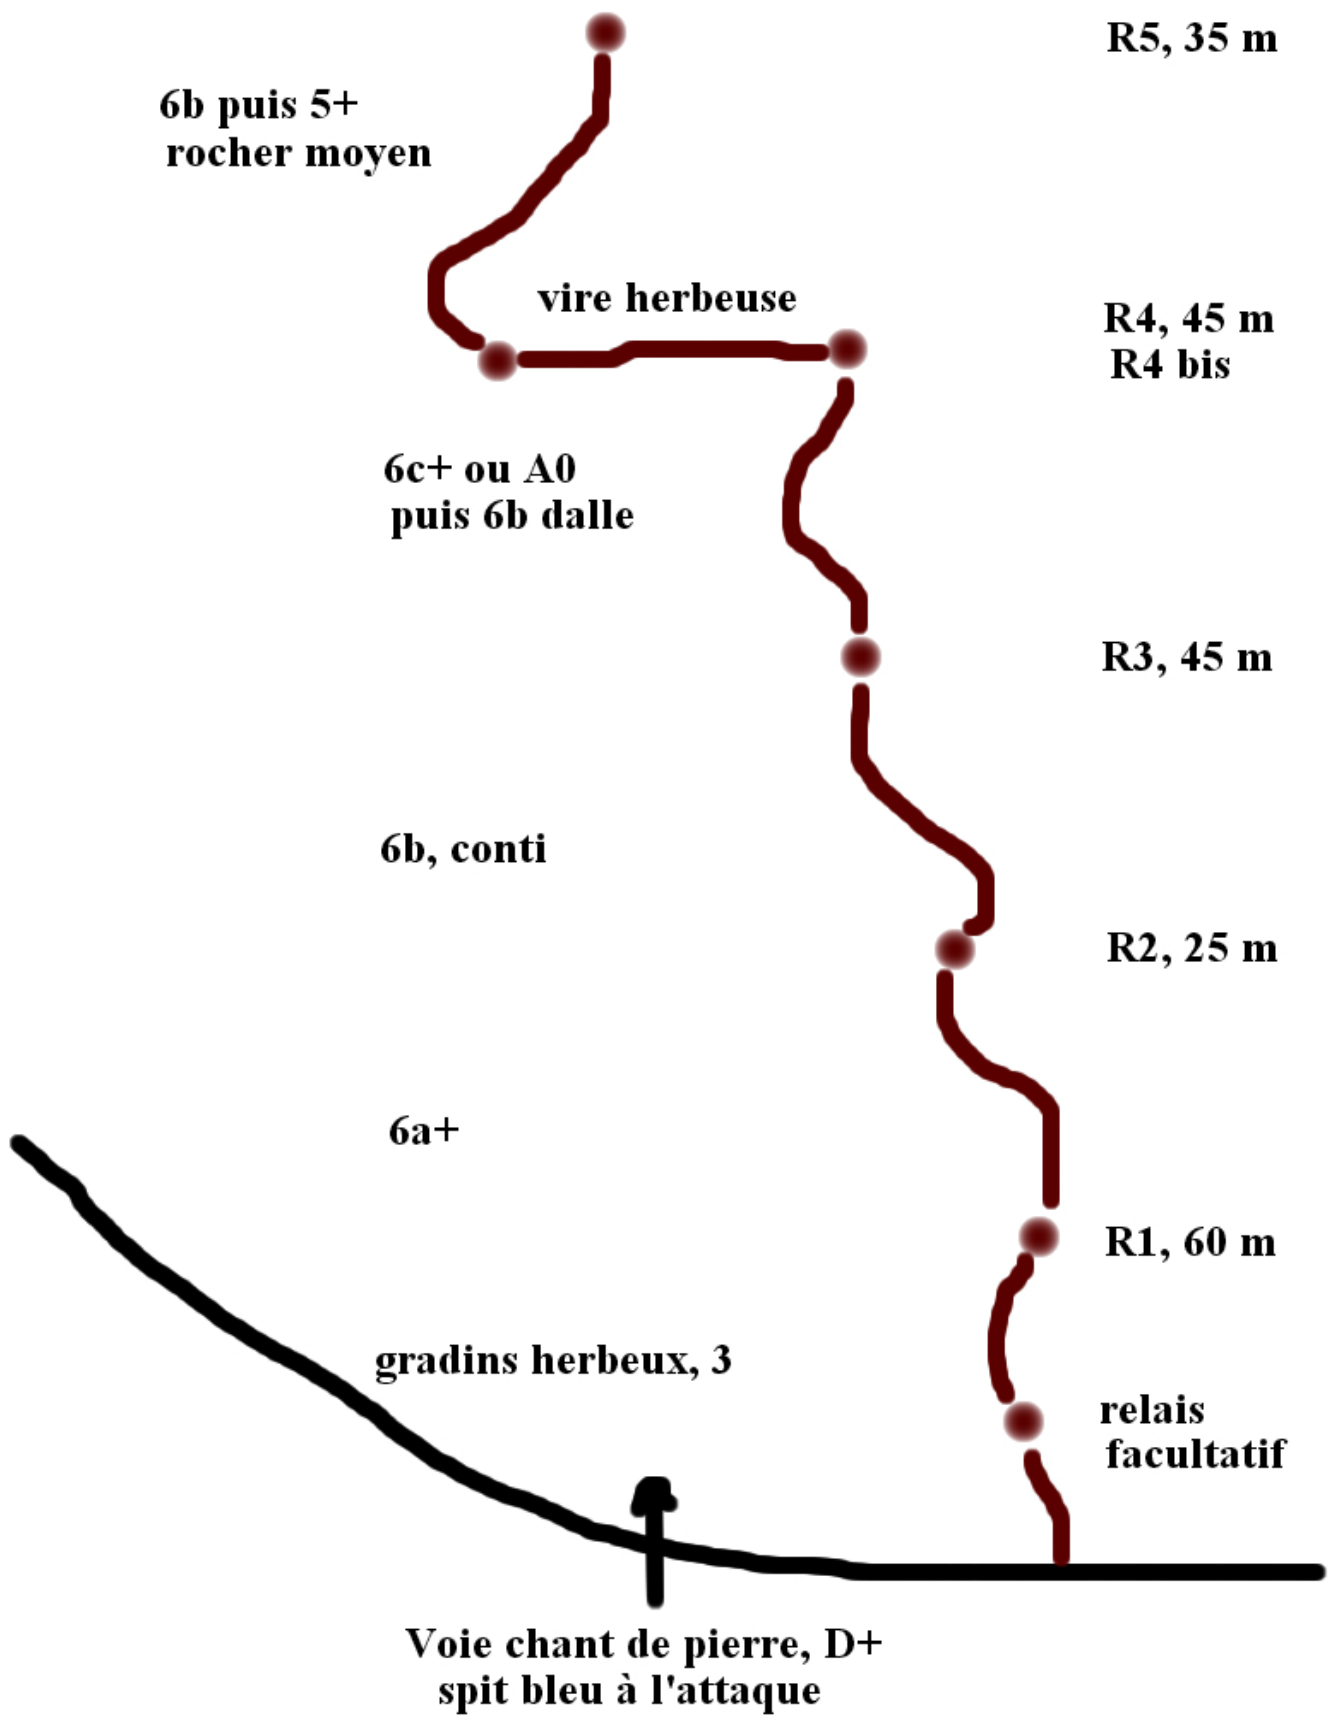 R5, 35 m
6b puis 5+
rocher moyen
vire herbeuse
R4, 45 m
R4 bis
6c+ ou A0
puis 6b dalle
R3, 45 m
6b, conti
R2, 25 m
6a+
R1, 60 m
gradins herbeux, 3
relais
facultatif
Voie chant de pierre, D+
spit bleu à l'attaque